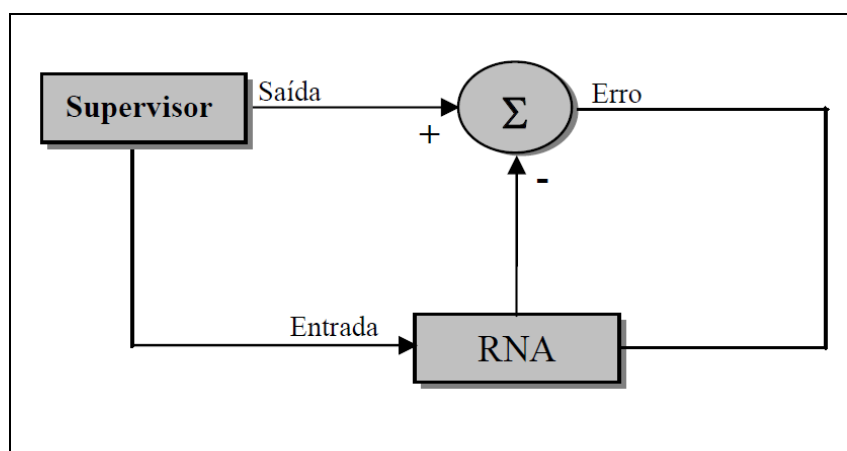 Saída
Erro
Supervisor
Σ
+
-
Entrada
RNA